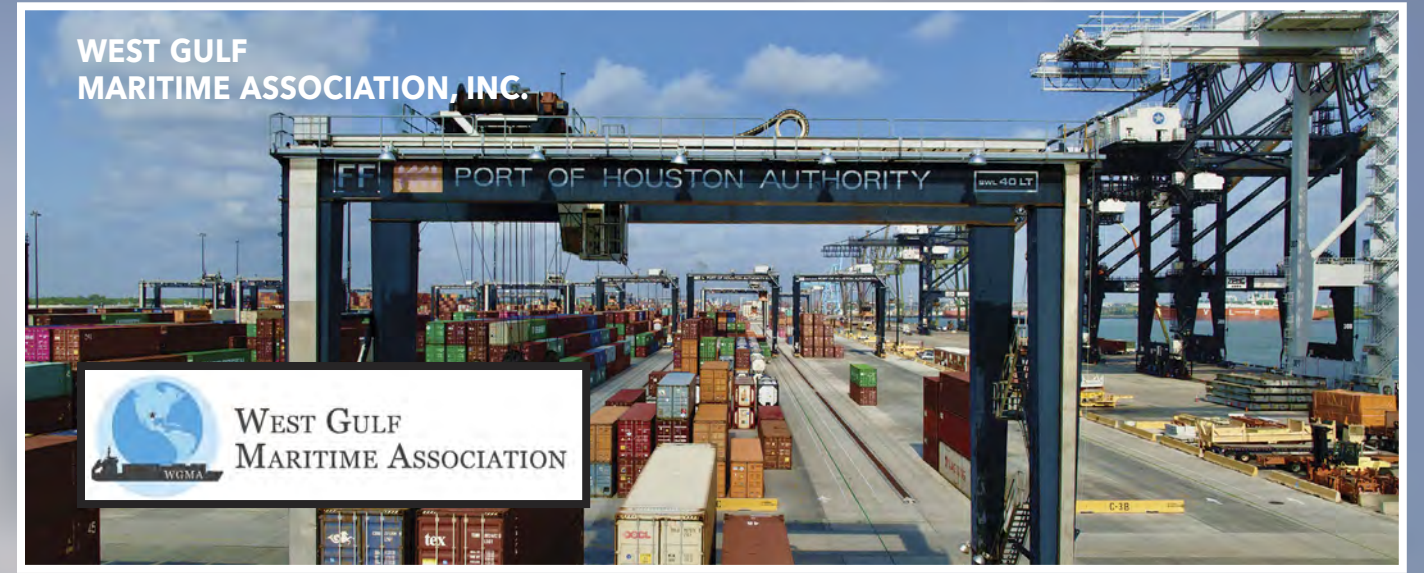 WEST GULF
MARITIME ASSOCIATION, INC.
FF
PORT OF HOUSTON AUTHORITY
SWL 40 LT
WEST GULF
MARITIME ASSOCIATION
WGMA
C-38
tex